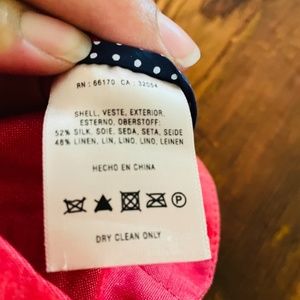 RN : 66170 CA : 32054
SHELL, VESTE, EXTERIOR,
ESTERNO, OBERSTOFF:
52% SILK, SOIE, SEDA, SETA, SEIDE
48% LINEN, LIN, LINO, LINO, LEINEN
HECHO EN CHINA
P
DRY CLEAN ONLY